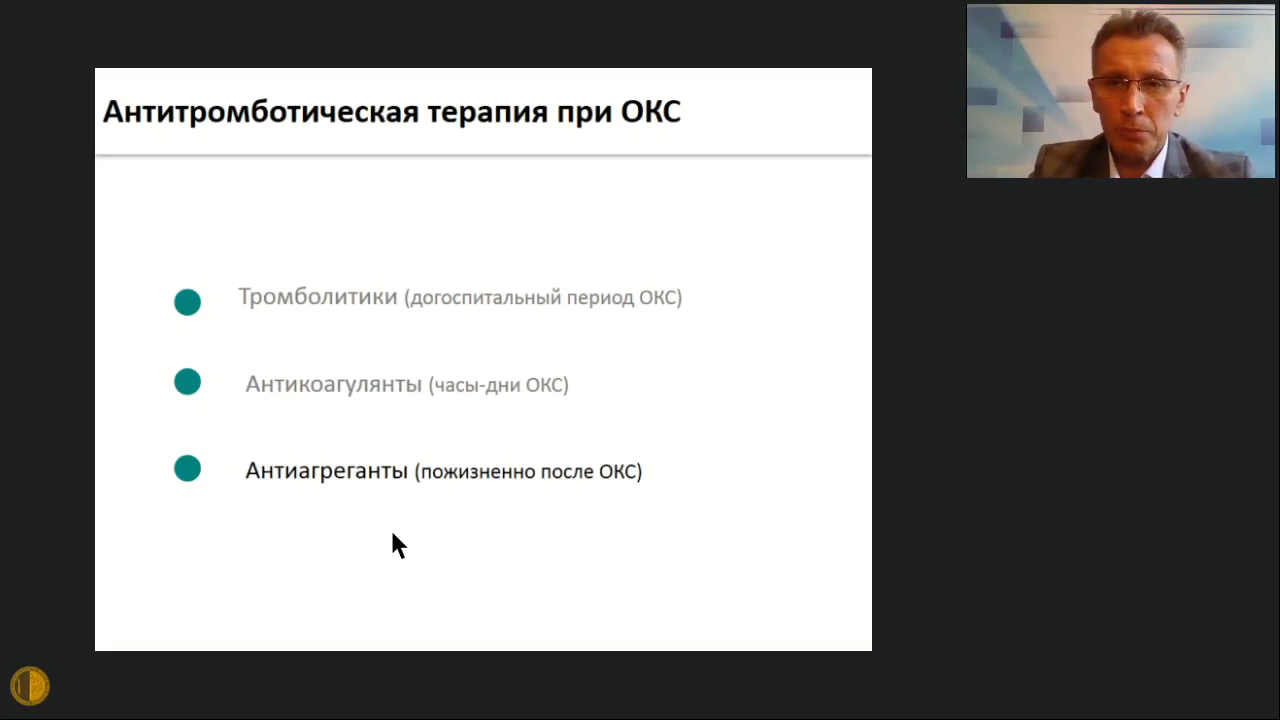 Антитромботическая терапия при ОКС
Тромболитики (догоспитальный период ОКС)
Антикоагулянты (часы-дни ОКС)
Антиагреганты (пожизненно после ОКС)